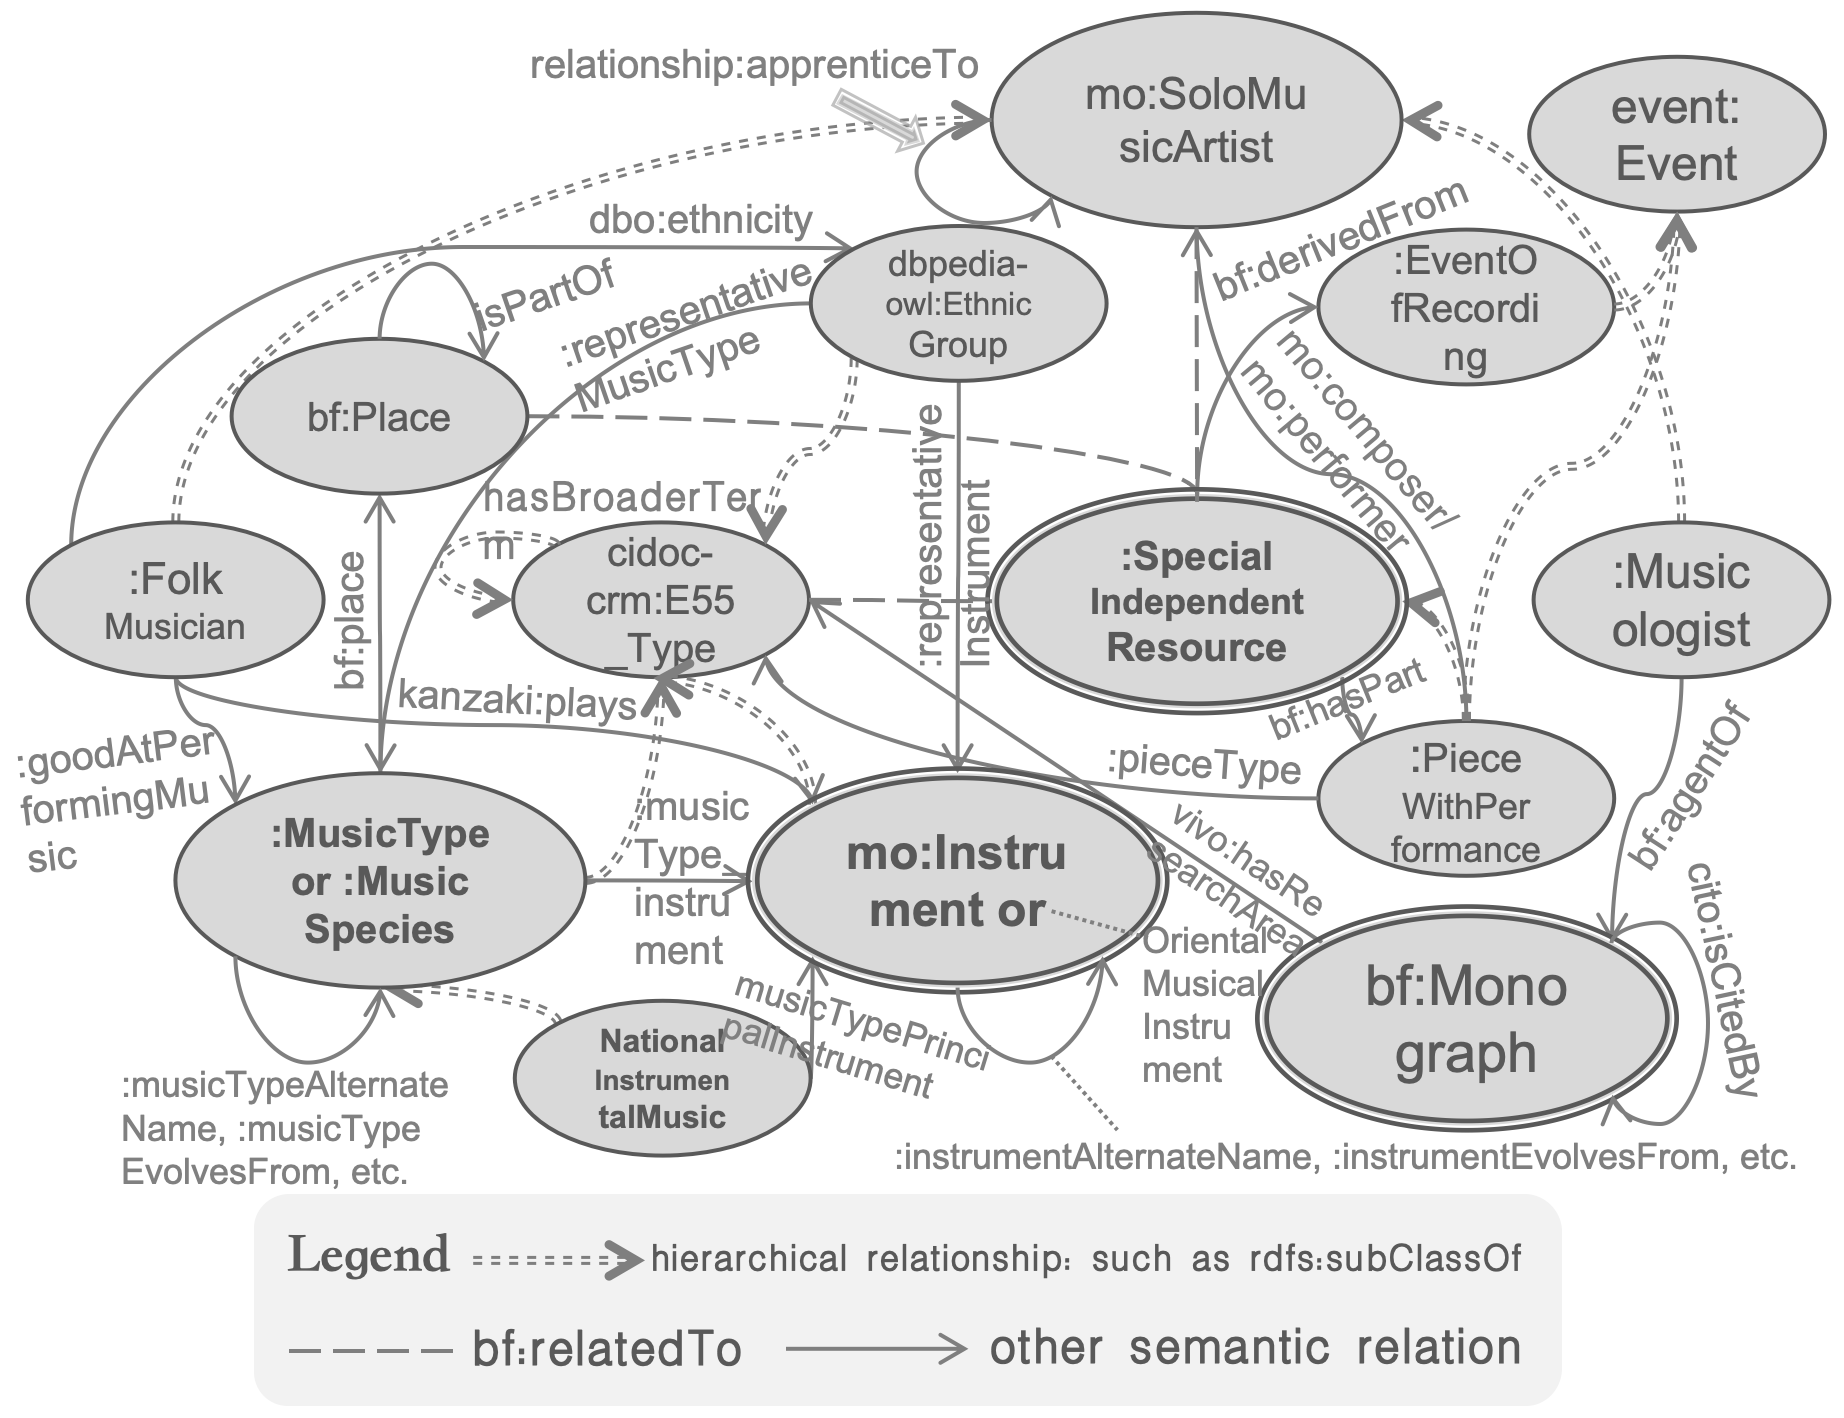 relationship:apprenticeTo
mo:SoloMu
sicArtist
event:
Event
dbo:ethnicity
isPartOf
:representative
MusicType
dbpedia-
owl:Ethnic
Group
bf:derivedFrom
:EventO
fRecordi
ng
mo:composer/
mo:performer
bf:Place
hasBroaderTer
m
:representative
Instrument
:Folk
Musician
bf:place
cidoc-
crm:E55
_Type
:Special
Independent
Resource
:Music
ologist
kanzaki:plays
bf:hasPart
:goodAtPer
formingMu
sic
:pieceType
:Piece
WithPer
formance
bf:agentOf
:MusicType
or :Music
Species
:music
Type_
instru
ment
mo:Instru
ment or
Oriental
Musical
Instru
ment
vivo:hasRe
searchArea
cito:isCitedBy
bf:Mono
graph
musicTypePrinci
palInstrument
National
Instrumen
talMusic
:musicTypeAlternate
Name, :musicType
EvolvesFrom, etc.
:instrumentAlternateName, :instrumentEvolvesFrom, etc.
Legend
hierarchical relationship: such as rdfs:subClassOf
bf:relatedTo
other semantic relation